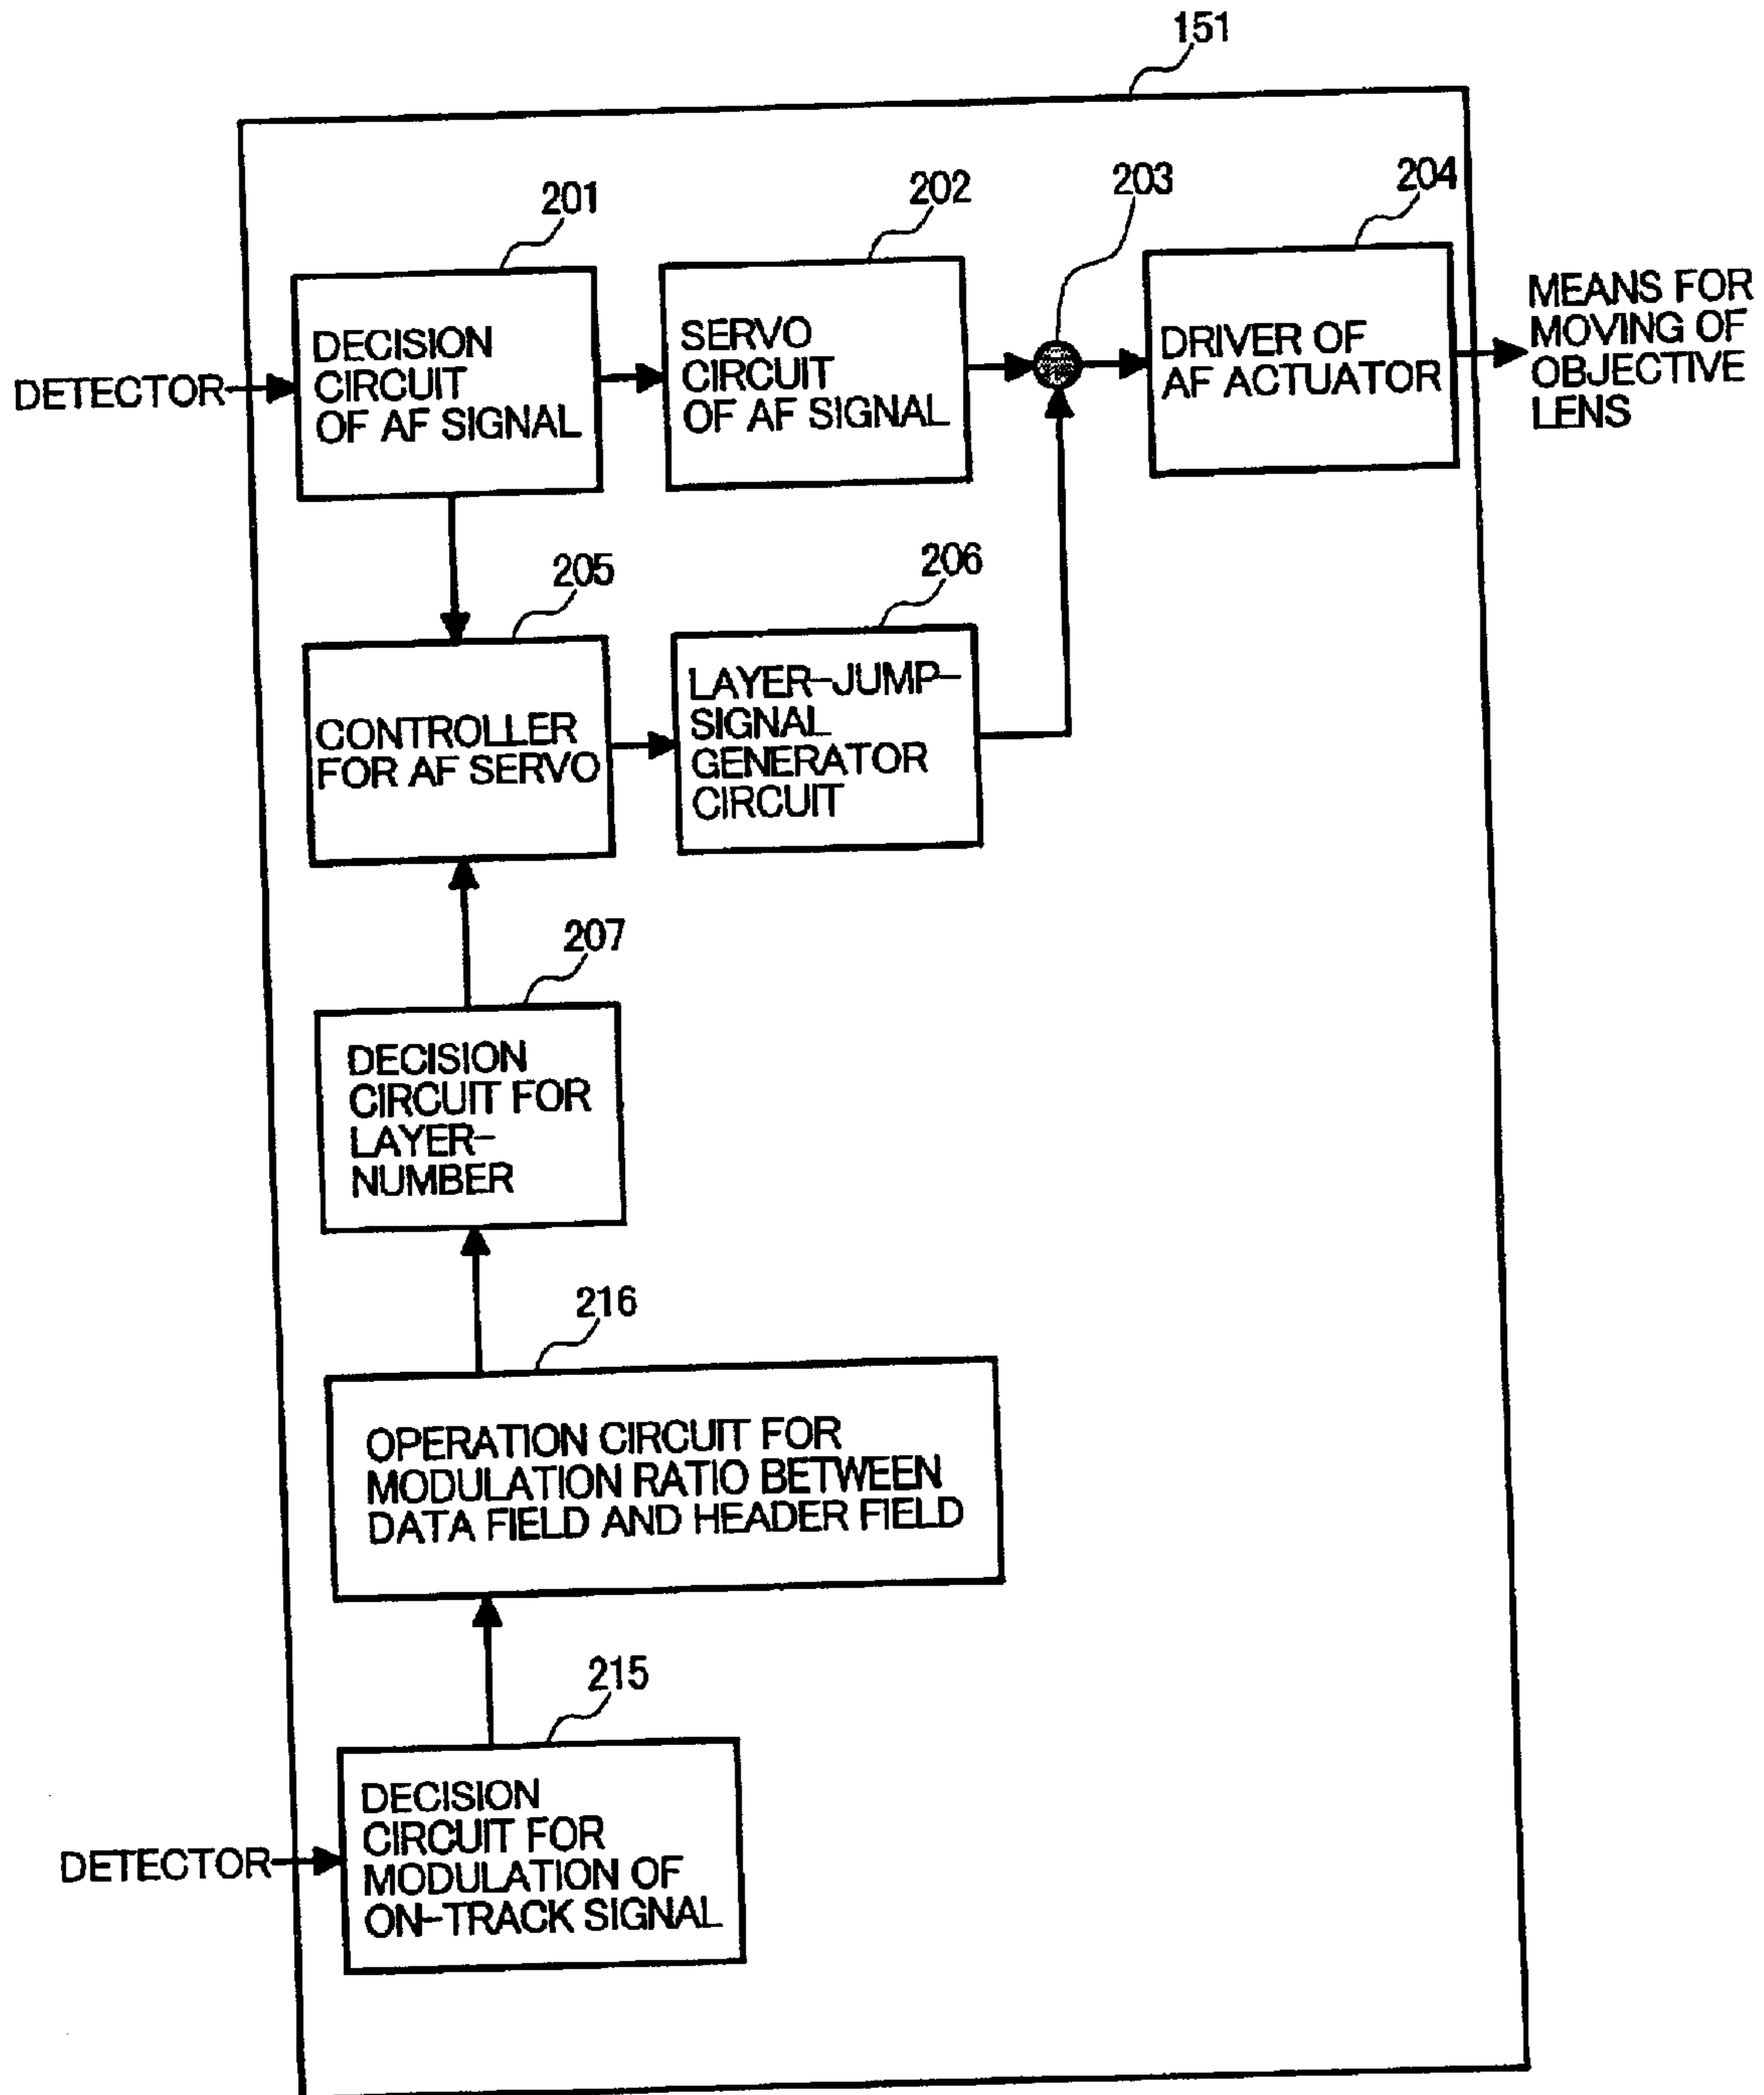 151
201
202
203
204
DETECTOR
DECISION
CIRCUIT
OF AF SIGNAL
SERVO
CIRCUIT
OF AF SIGNAL
DRIVER OF
AF ACTUATOR
MEANS FOR
MOVING OF
OBJECTIVE
LENS
205
206
CONTROLLER
FOR AF SERVO
LAYER-JUMP-
SIGNAL
GENERATOR
CIRCUIT
207
DECISION
CIRCUIT FOR
LAYER-
NUMBER
216
OPERATION CIRCUIT FOR
MODULATION RATIO BETWEEN
DATA FIELD AND HEADER FIELD
215
DETECTOR
DECISION
CIRCUIT FOR
MODULATION OF
ON-TRACK SIGNAL